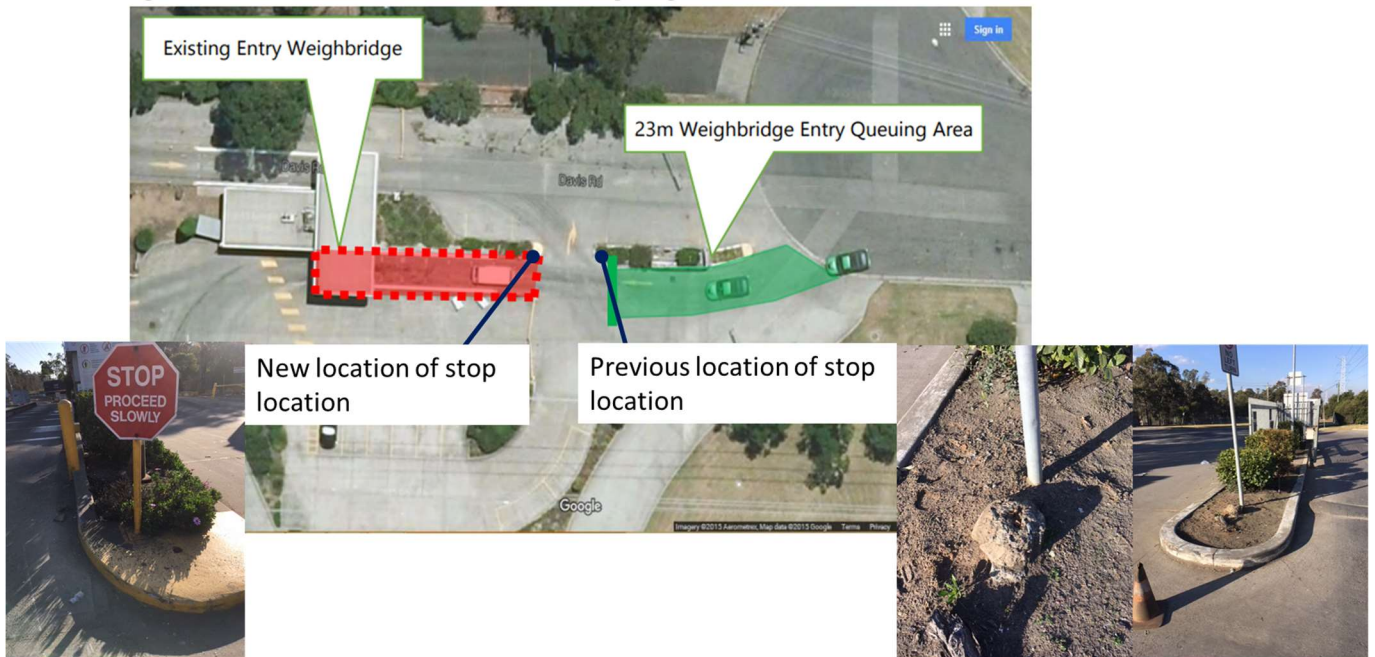 Existing Entry Weighbridge
Sign in
23m Weighbridge Entry Queuing Area
Davis Rd
New location of stop
location
Previous location of stop
location
STOP
PROCEED
SLOWLY
Google
Imagery ©2015 Aerometrex, Map data ©2015 Google Terms Privacy